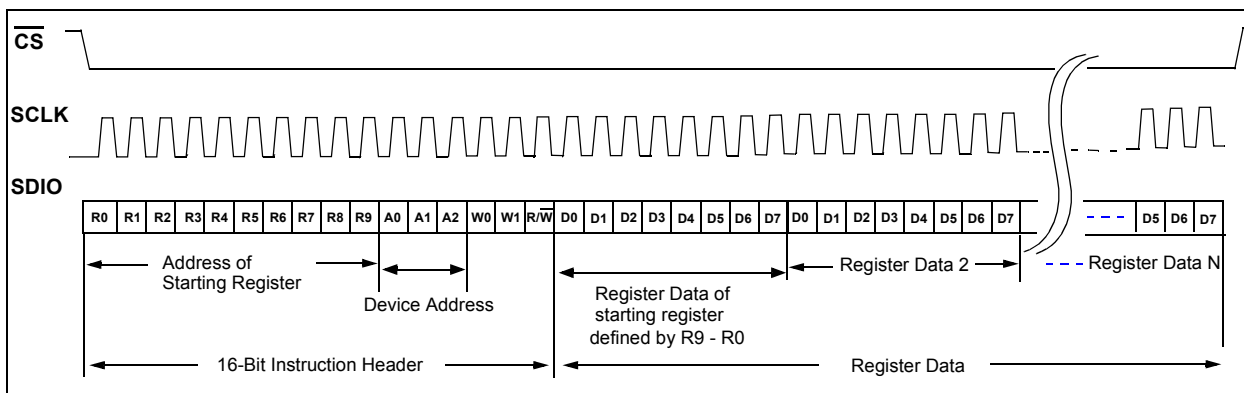 CS
SCLK
SDIO
R0 R1 R2 R3 R4 R5 R6 R7 R8 R9 A0 A1 A2 W0 W1 R/W D0 D1 D2 D3 D4 D5 D6 D7 D0 D1 D2 D3 D4 D5 D6 D7 D5 D6 D7
Address of
Starting Register
Device Address
Register Data of
starting register
defined by R9 - R0
Register Data 2
Register Data N
16-Bit Instruction Header
Register Data